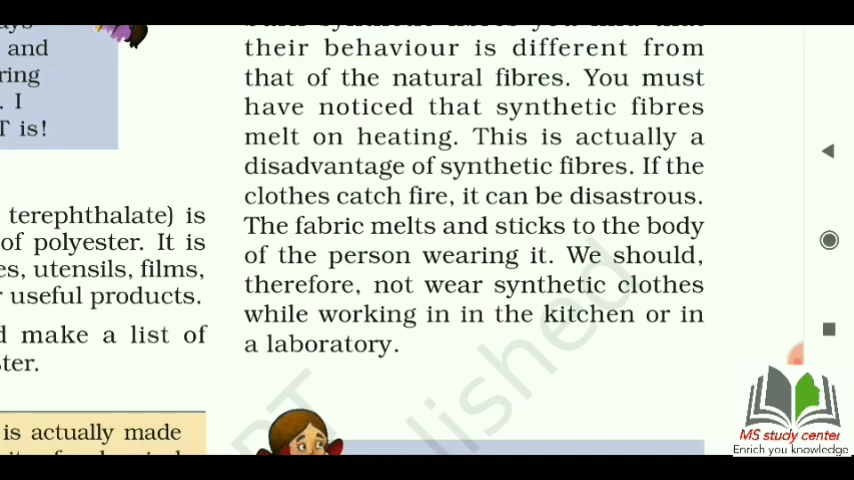 and
ring
. I
T is!
terephthalate) is
of polyester. It is
es, utensils, films,
r useful products.
d make a list of
ter.
is actually made
their behaviour is different from
that of the natural fibres. You must
have noticed that synthetic fibres
melt on heating. This is actually a
disadvantage of synthetic fibres. If the
clothes catch fire, it can be disastrous.
The fabric melts and sticks to the body
of the person wearing it. We should,
therefore, not wear synthetic clothes
while working in in the kitchen or in
a laboratory.
lished
MS study center
Enrich you knowledge